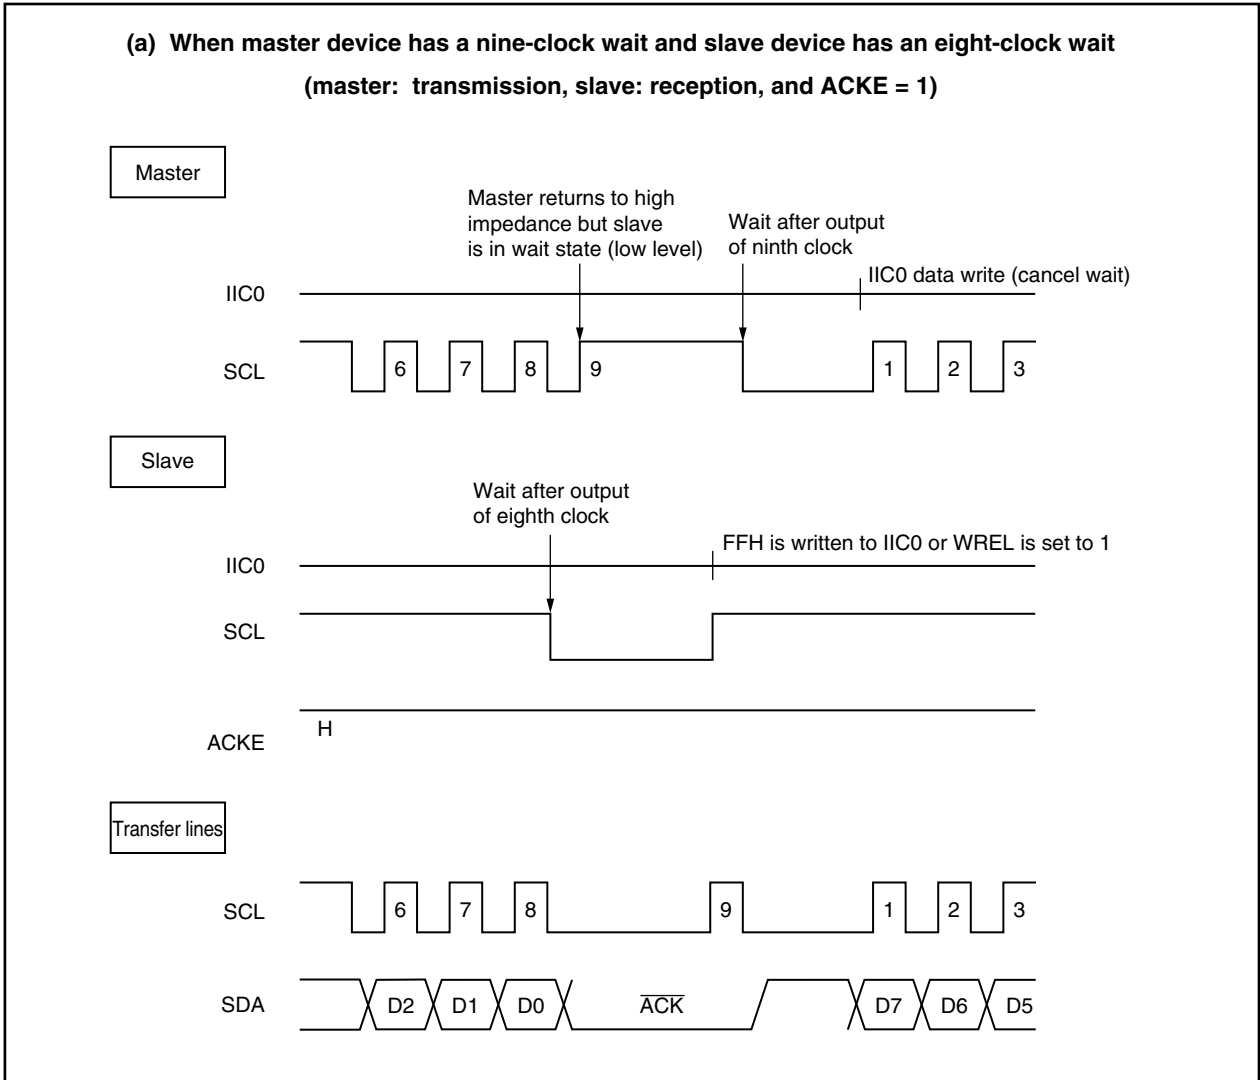 (a) When master device has a nine-clock wait and slave device has an eight-clock wait
(master: transmission, slave: reception, and ACKE = 1)
Master
Master returns to high
impedance but slave
is in wait state (low level)
Wait after output
of ninth clock
IIC0 data write (cancel wait)
IIC0
SCL
6 7 8 9 1 2 3
Slave
Wait after output
of eighth clock
FFH is written to IIC0 or WREL is set to 1
IIC0
SCL
H
ACKE
Transfer lines
SCL
6 7 8 9 1 2 3
SDA
D2 D1 D0 A̅C̅K̅ D7 D6 D5